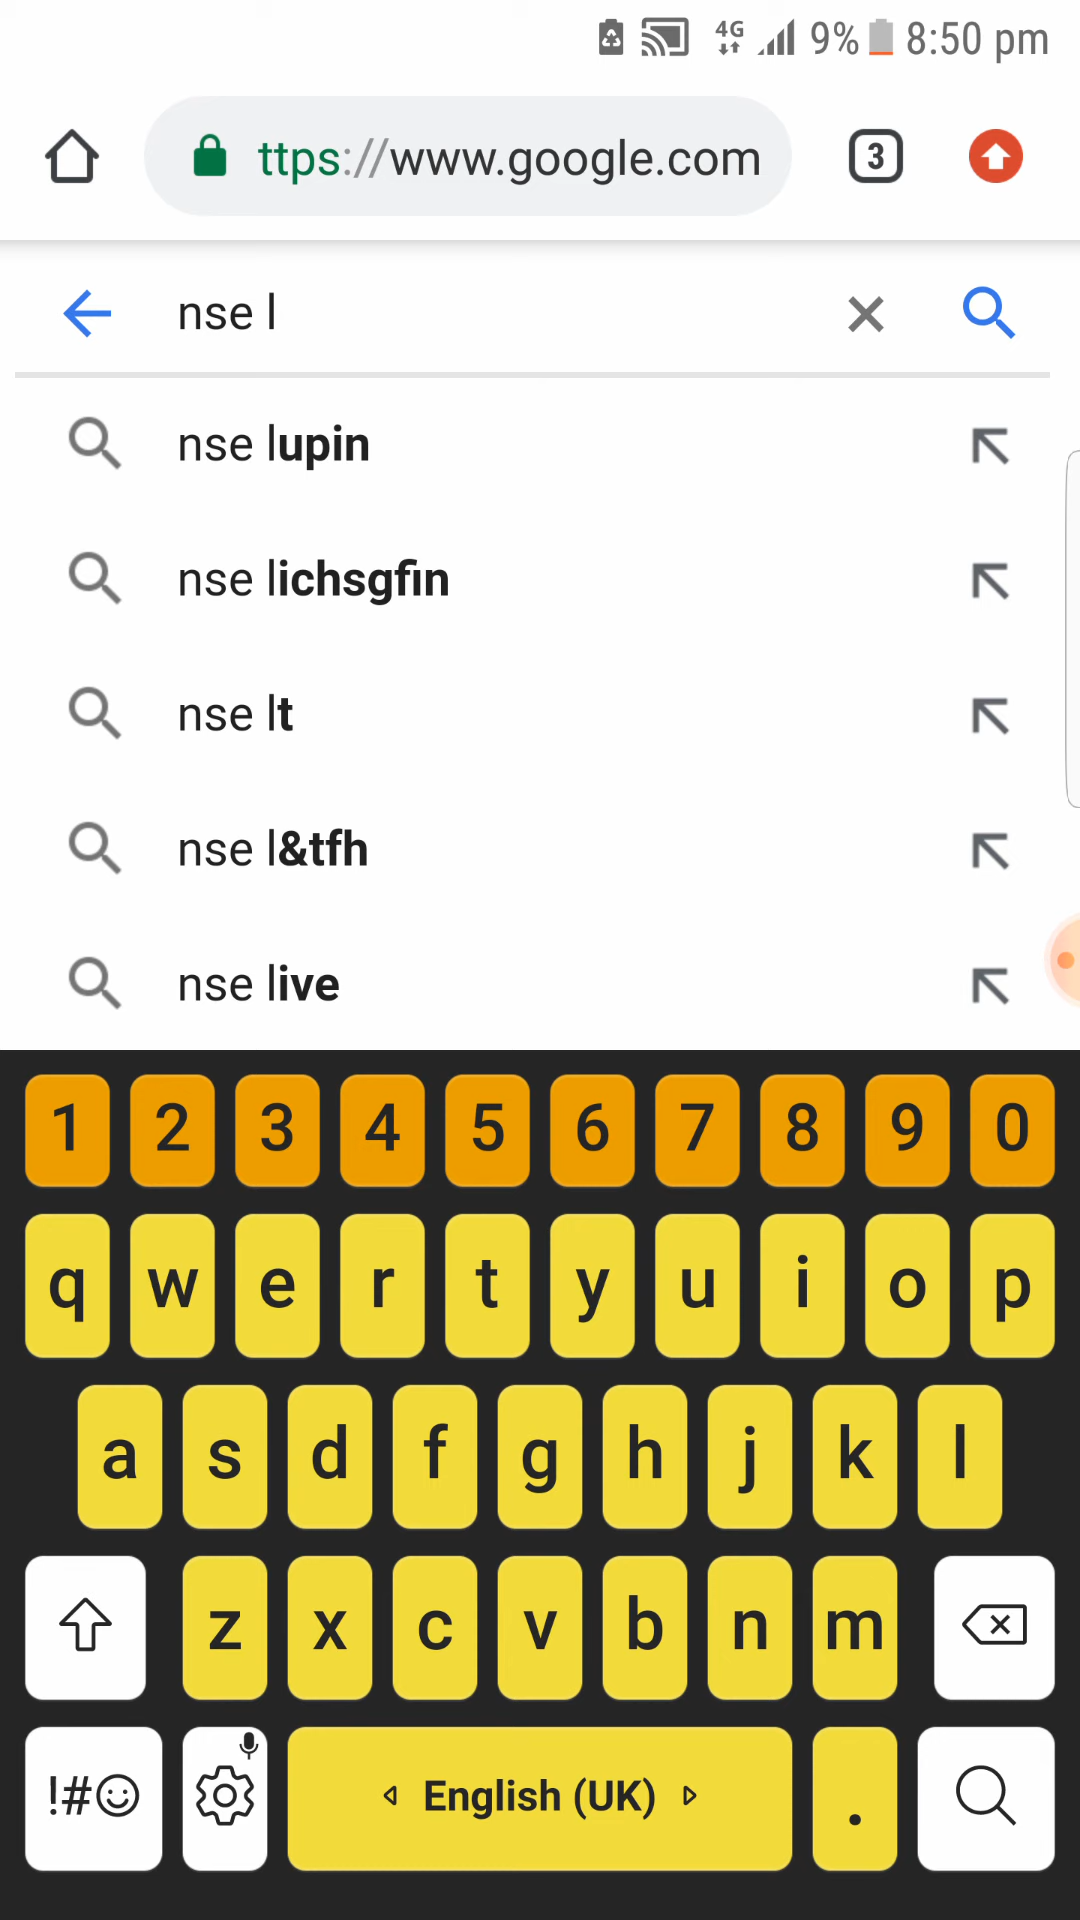 4G 9% 8:50 pm
ttps://www.google.com 3
nse l
nse lupin
nse lichsgfin
nse lt
nse l&tfh
nse live
1 2 3 4 5 6 7 8 9 0
q w e r t y u i o p
a s d f g h j k l
z x c v b n m
!#☺ English (UK) .